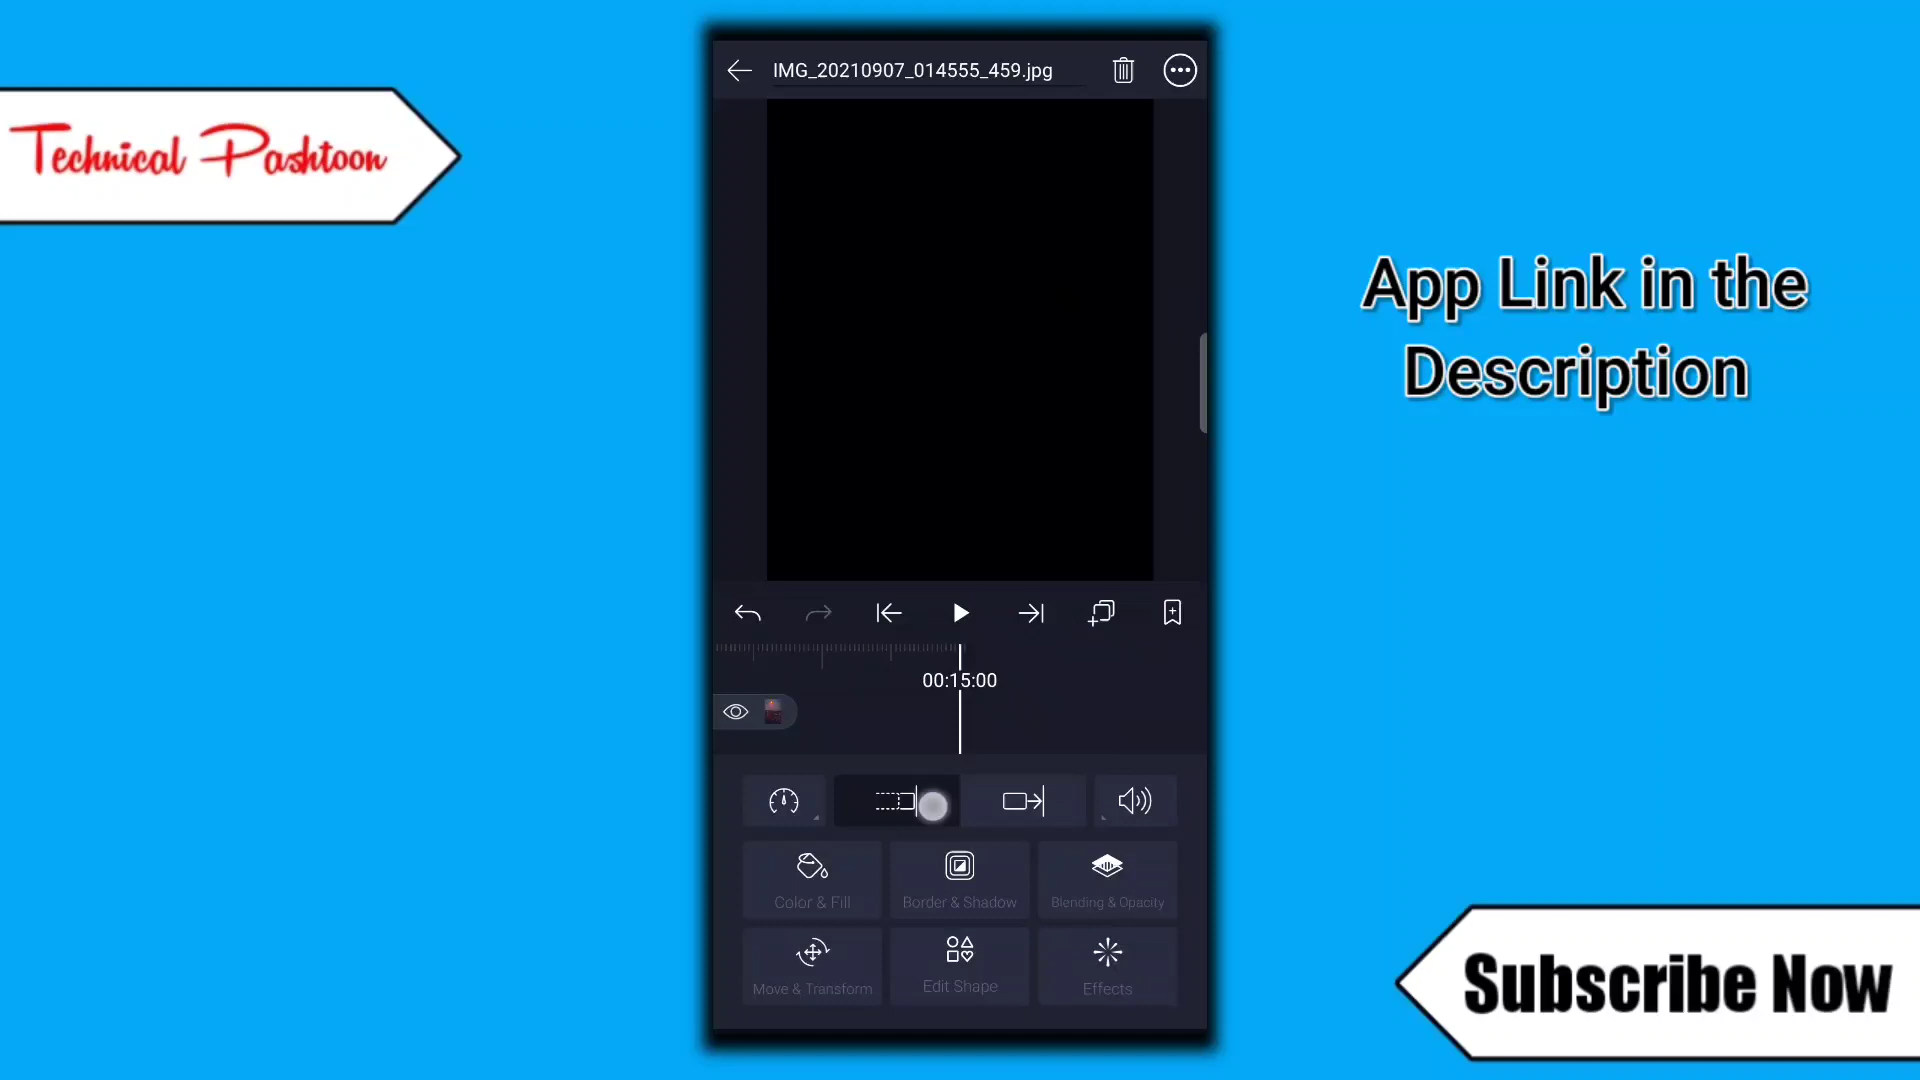 Technical Pashtoon
IMG_20210907_014555_459.jpg
App Link in the
Description
00:15:00
Color & Fill
Border & Shadow
Blending & Opacity
Move & Transform
Edit Shape
Effects
Subscribe Now